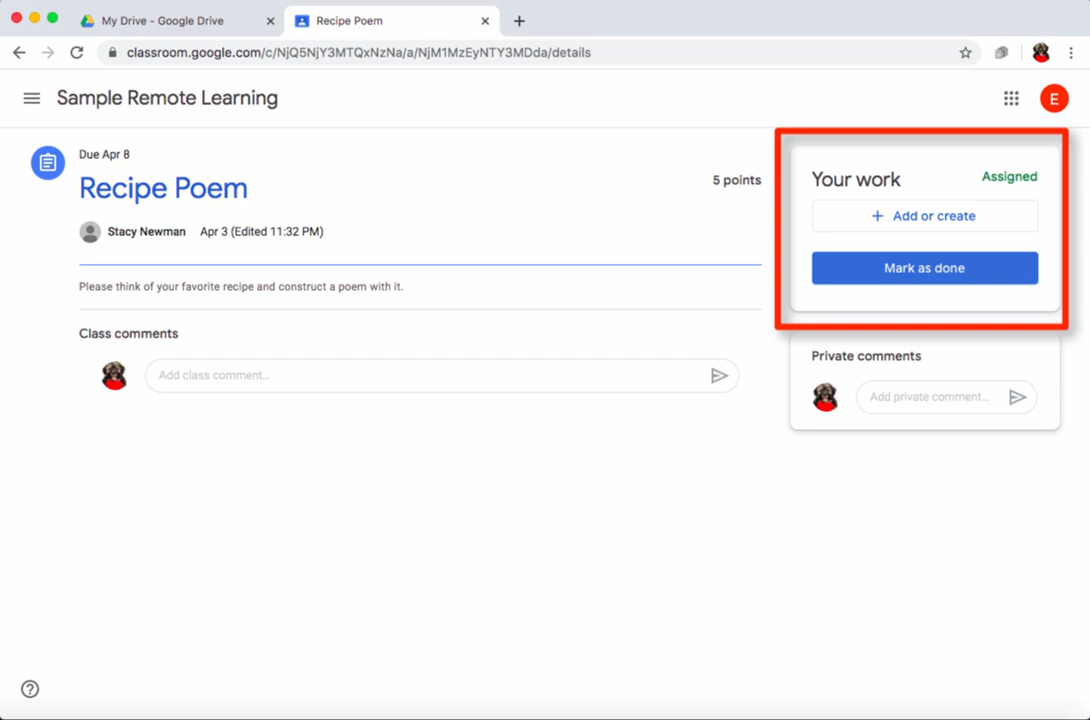 My Drive - Google Drive
Recipe Poem
classroom.google.com/c/NjQ5NjY3MTQxNzNa/a/NjM1MzEyNTY3MDda/details
Sample Remote Learning
E
Due Apr 8
Recipe Poem
5 points
Stacy Newman Apr 3 (Edited 11:32 PM)
Please think of your favorite recipe and construct a poem with it.
Class comments
Add class comment...
Your work
Assigned
+ Add or create
Mark as done
Private comments
Add private comment...